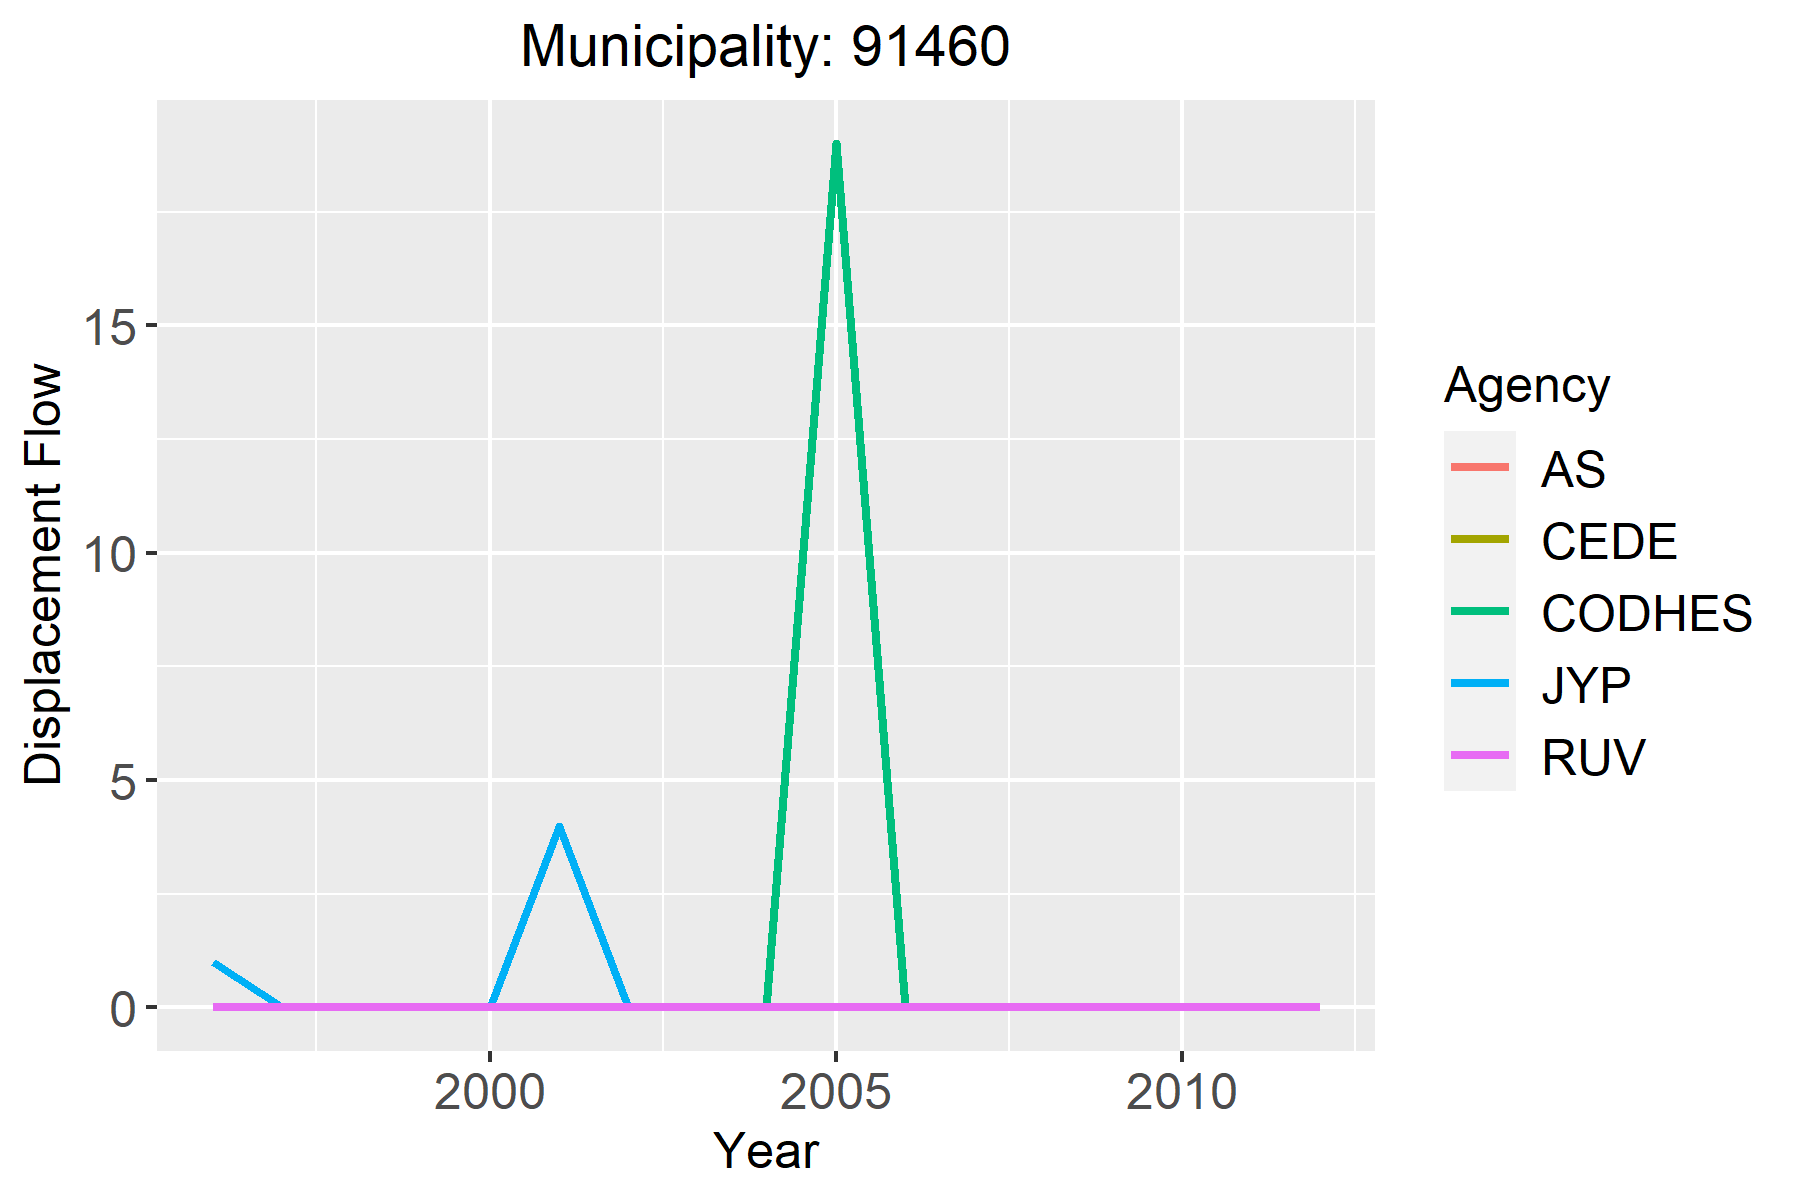 Municipality: 91460
Displacement Flow
15
10
5
0
2000 2005 2010
Year
Agency
AS
CEDE
CODHES
JYP
RUV